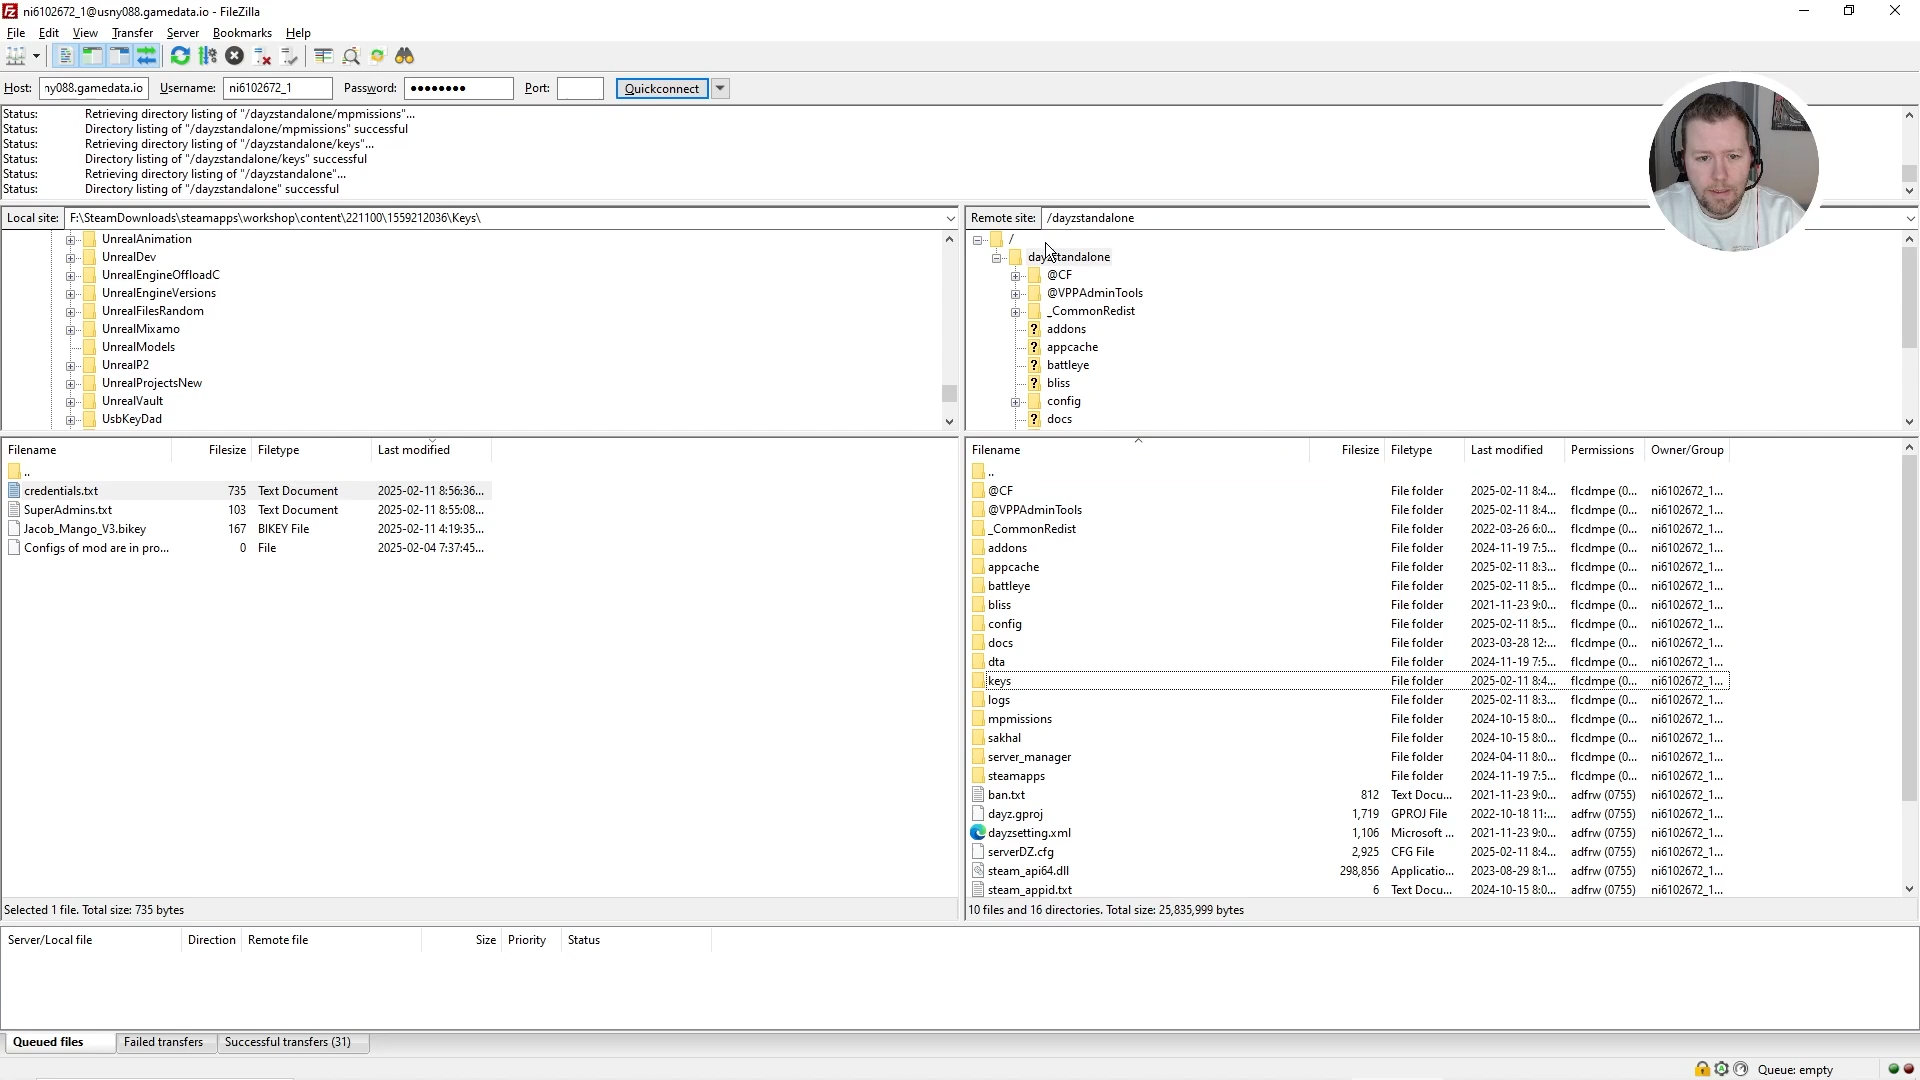 ni6102672_1@usny088.gamedata.io - FileZilla
File Edit View Transfer Server Bookmarks Help
Host: ny088.gamedata.io Username: ni6102672_1 Password: ●●●●●●●● Port: Quickconnect
Status: Retrieving directory listing of "/dayzstandalone/mpmissions"...
Status: Directory listing of "/dayzstandalone/mpmissions" successful
Status: Retrieving directory listing of "/dayzstandalone/keys"...
Status: Directory listing of "/dayzstandalone/keys" successful
Status: Retrieving directory listing of "/dayzstandalone"...
Status: Directory listing of "/dayzstandalone" successful
Local site: F:\SteamDownloads\steamapps\workshop\content\221100\1559212036\Keys\
UnrealAnimation
UnrealDev
UnrealEngineOffloadC
UnrealEngineVersions
UnrealFilesRandom
UnrealMixamo
UnrealModels
UnrealP2
UnrealProjectsNew
UnrealVault
UsbKeyDad
Filename Filesize Filetype Last modified
..
credentials.txt 735 Text Document 2025-02-11 8:56:36...
SuperAdmins.txt 103 Text Document 2025-02-11 8:55:08...
Jacob_Mango_V3.bikey 167 BIKEY File 2025-02-11 4:19:35...
Configs of mod are in pro... 0 File 2025-02-04 7:37:45...
Selected 1 file. Total size: 735 bytes
Remote site: /dayzstandalone
/
dayzstandalone
@CF
@VPPAdminTools
_CommonRedist
? addons
? appcache
? battleye
? bliss
config
? docs
Filename Filesize Filetype Last modified Permissions Owner/Group
..
@CF File folder 2025-02-11 8:4... flcdmpe (0... ni6102672_1...
@VPPAdminTools File folder 2025-02-11 8:4... flcdmpe (0... ni6102672_1...
_CommonRedist File folder 2022-03-26 6:0... flcdmpe (0... ni6102672_1...
addons File folder 2024-11-19 7:5... flcdmpe (0... ni6102672_1...
appcache File folder 2025-02-11 8:3... flcdmpe (0... ni6102672_1...
battleye File folder 2025-02-11 8:5... flcdmpe (0... ni6102672_1...
bliss File folder 2021-11-23 9:0... flcdmpe (0... ni6102672_1...
config File folder 2025-02-11 8:5... flcdmpe (0... ni6102672_1...
docs File folder 2023-03-28 12:... flcdmpe (0... ni6102672_1...
dta File folder 2024-11-19 7:5... flcdmpe (0... ni6102672_1...
keys File folder 2025-02-11 8:4... flcdmpe (0... ni6102672_1...
logs File folder 2025-02-11 8:3... flcdmpe (0... ni6102672_1...
mpmissions File folder 2024-10-15 8:0... flcdmpe (0... ni6102672_1...
sakhal File folder 2024-10-15 8:0... flcdmpe (0... ni6102672_1...
server_manager File folder 2024-04-11 8:0... flcdmpe (0... ni6102672_1...
steamapps File folder 2024-11-19 7:5... flcdmpe (0... ni6102672_1...
ban.txt 812 Text Docu... 2021-11-23 9:0... adfrw (0755) ni6102672_1...
dayz.gproj 1,719 GPROJ File 2022-10-18 11:... adfrw (0755) ni6102672_1...
dayzsetting.xml 1,106 Microsoft ... 2021-11-23 9:0... adfrw (0755) ni6102672_1...
serverDZ.cfg 2,925 CFG File 2025-02-11 8:4... adfrw (0755) ni6102672_1...
steam_api64.dll 298,856 Applicatio... 2023-08-29 8:1... adfrw (0755) ni6102672_1...
steam_appid.txt 6 Text Docu... 2024-10-15 8:0... adfrw (0755) ni6102672_1...
10 files and 16 directories. Total size: 25,835,999 bytes
Server/Local file Direction Remote file Size Priority Status
Queued files Failed transfers Successful transfers (31)
Queue: empty